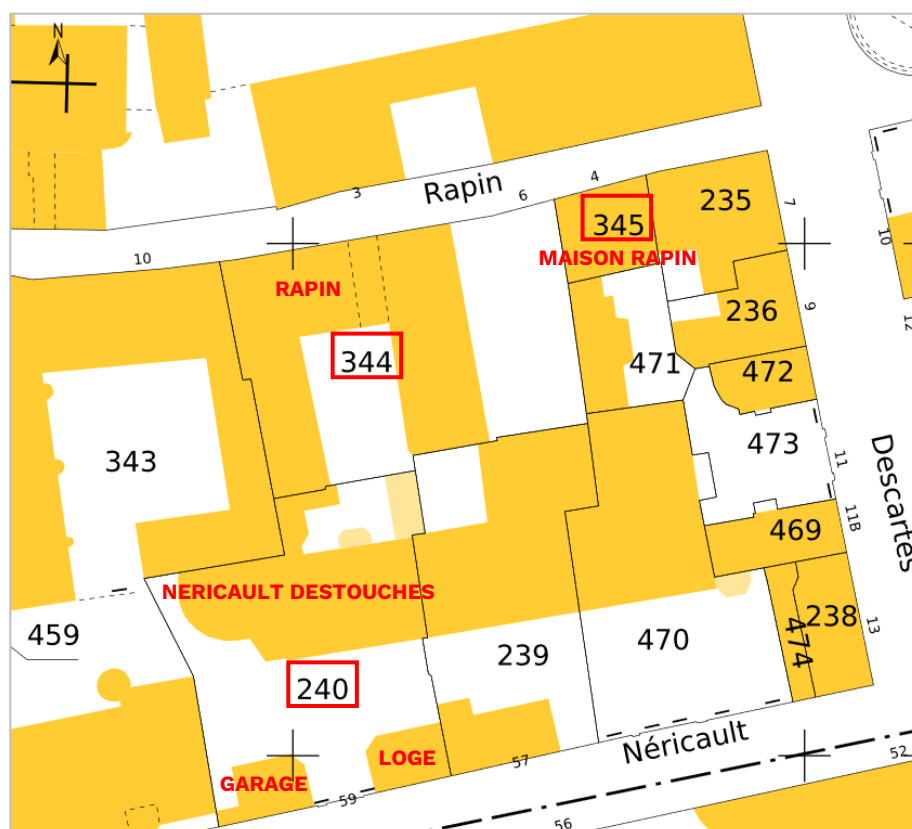 N
3
Rapin
6
4
345
235
7
10
10
MAISON RAPIN
RAPIN
9
236
12
344
471
472
343
473
11
Descartes
11B
469
NERICAULT DESTOUCHES
459
239
470
474
238
13
240
LOGE
GARAGE
57
Néricault
52
59
56